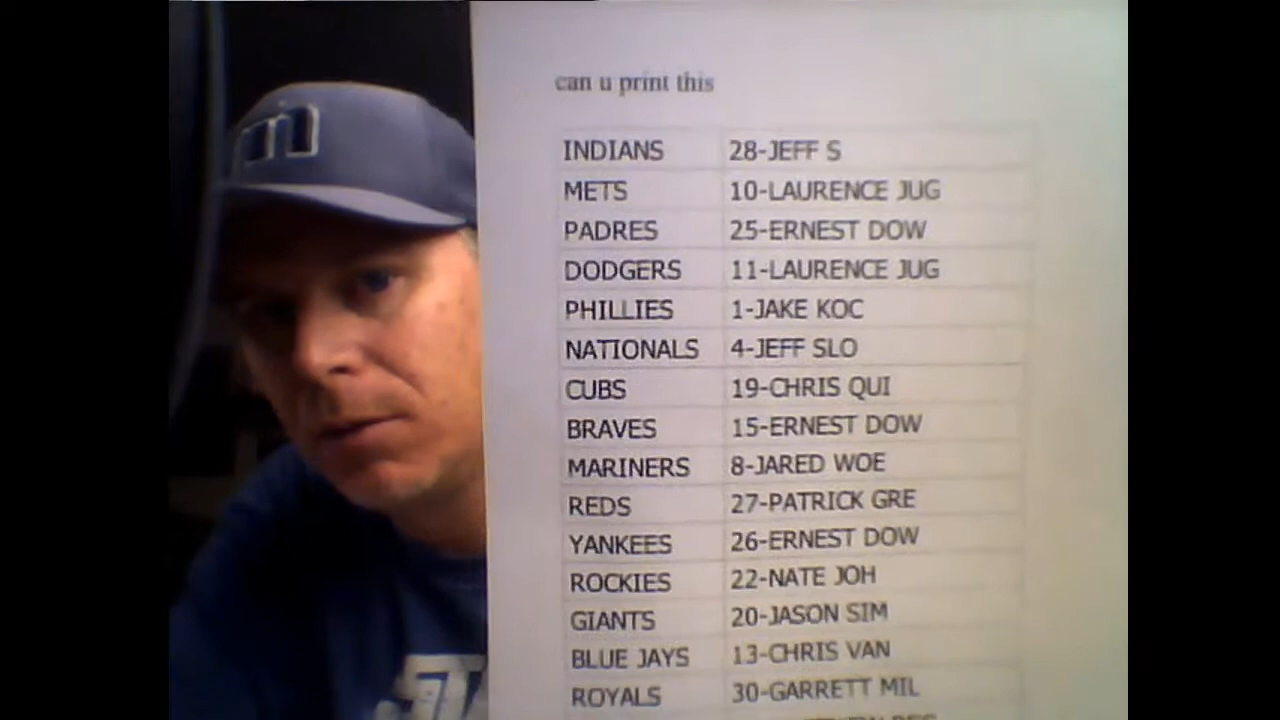 can u print this
INDIANS 28-JEFF S
METS 10-LAURENCE JUG
PADRES 25-ERNEST DOW
DODGERS 11-LAURENCE JUG
PHILLIES 1-JAKE KOC
NATIONALS 4-JEFF SLO
CUBS 19-CHRIS QUI
BRAVES 15-ERNEST DOW
MARINERS 8-JARED WOE
REDS 27-PATRICK GRE
YANKEES 26-ERNEST DOW
ROCKIES 22-NATE JOH
GIANTS 20-JASON SIM
BLUE JAYS 13-CHRIS VAN
ROYALS 30-GARRETT MIL